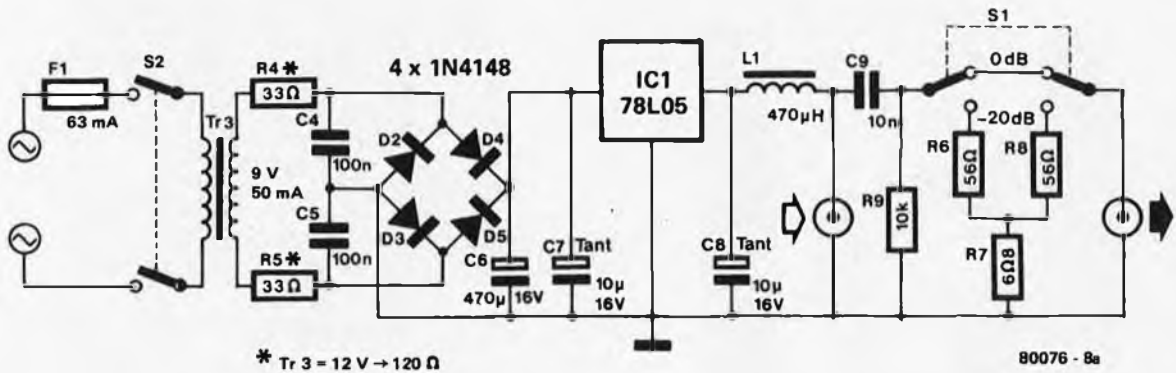 F1
63 mA
S2
Tr 3
R4*
33Ω
9 V
50 mA
R5*
33Ω
C4
100n
C5
100n
4 x 1N4148
D2
D4
D3
D5
C6
470µ 16V
C7 Tant
10µ
16V
IC1
78L05
C8 Tant
10µ
16V
L1
470µH
C9
10n
R9
10k
S1
0dB
-20dB
R6
56Ω
R8
56Ω
R7
6Ω8
* Tr 3 = 12 V → 120 Ω
80076 - 8a